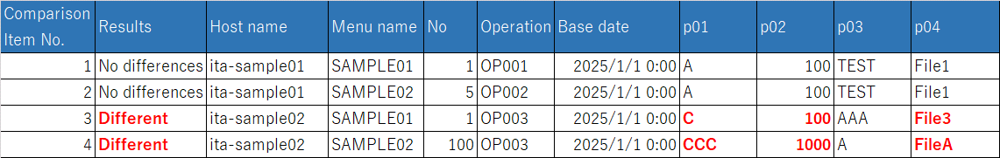 Comparison Item No. Results Host name Menu name No Operation Base date p01 p02 p03 p04
1 No differences ita-sample01 SAMPLE01 1 OP001 2025/1/1 0:00 A 100 TEST File1
2 No differences ita-sample01 SAMPLE02 5 OP002 2025/1/1 0:00 A 100 TEST File1
3 Different ita-sample02 SAMPLE01 1 OP003 2025/1/1 0:00 C 100 AAA File3
4 Different ita-sample02 SAMPLE02 100 OP003 2025/1/1 0:00 CCC 1000 A FileA